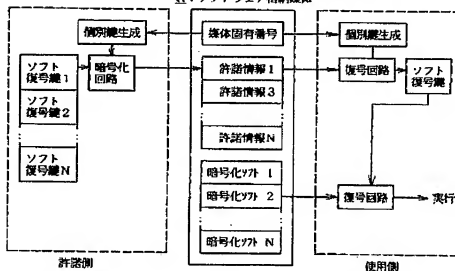 個別鍵生成
媒体固有番号
個別鍵生成
ソフト
復号鍵1
暗号化
回路
許諾情報1
復号回路
ソフト
復号鍵
ソフト
復号鍵2
許諾情報3
ソフト
復号鍵N
許諾情報N
暗号化ソフト 1
暗号化ソフト 2
復号回路
実行
暗号化ソフト N
許諾側
使用側